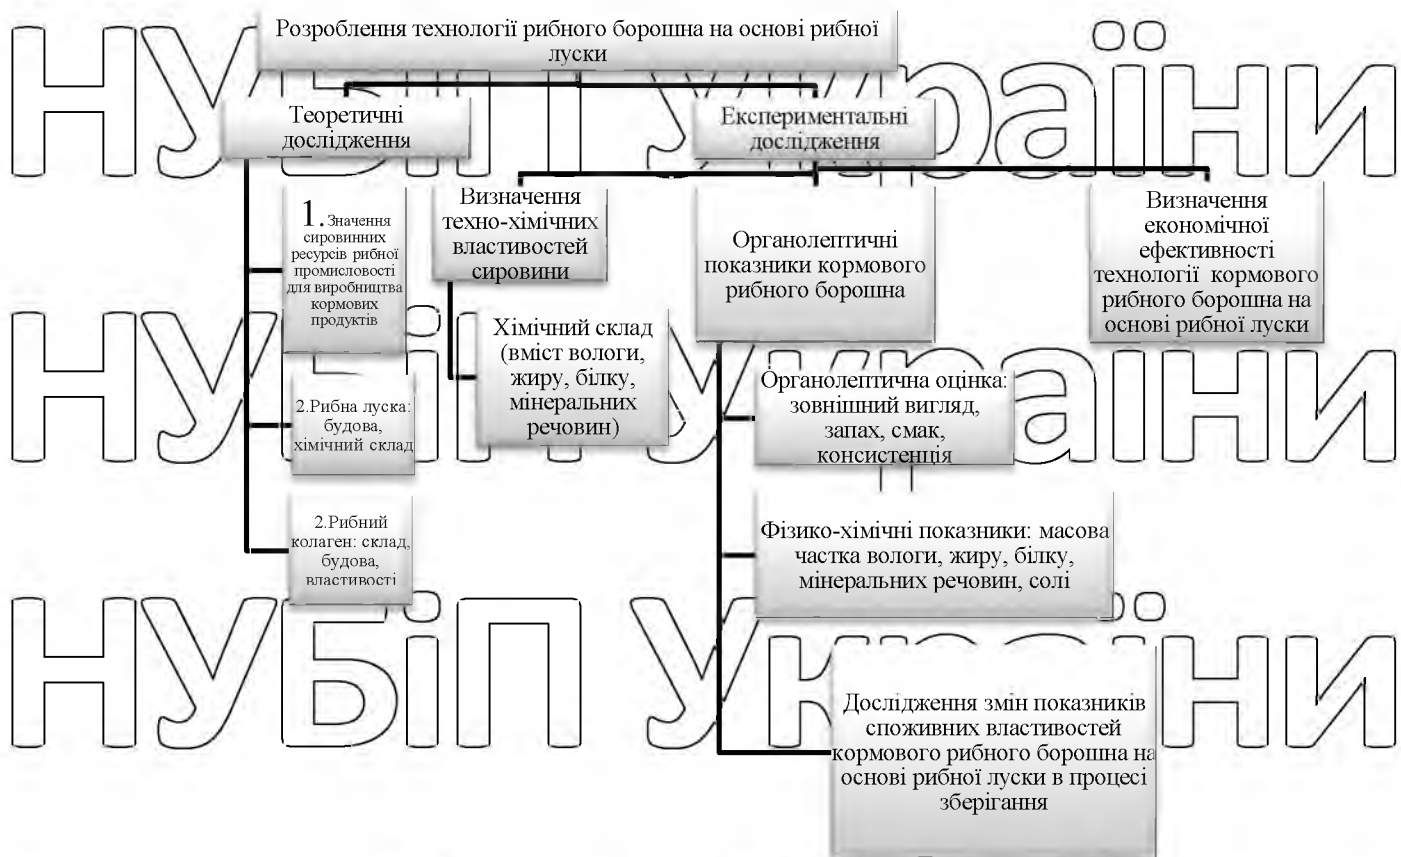 Розроблення технології рибного борошна на основі рибної
луски
Теоретичні
дослідження
Експериментальні
дослідження
1.Значення
сировинних
ресурсів рибної
промисловості
для виробництва
кормових
продуктів
2.Рибна луска:
будова,
хімічний склад
2.Рибний
колаген: склад,
будова,
властивості
Визначення
техно-хімічних
властивостей
сировини
Хімічний склад
(вміст вологи,
жиру, білку,
мінеральних
речовин)
Органолептичні
показники кормового
рибного борошна
Органолептична оцінка:
зовнішний вигляд,
запах, смак,
консистенція
Фізико-хімічні показники: масова
частка вологи, жиру, білку,
мінеральних речовин, солі
Дослідження змін показників
споживних властивостей
кормового рибного борошна на
основі рибної луски в процесі
зберігання
Визначення
економічної
ефективності
технології кормового
рибного борошна на
основі рибної луски
НУБіП України
НУБіП України
НУБіП України